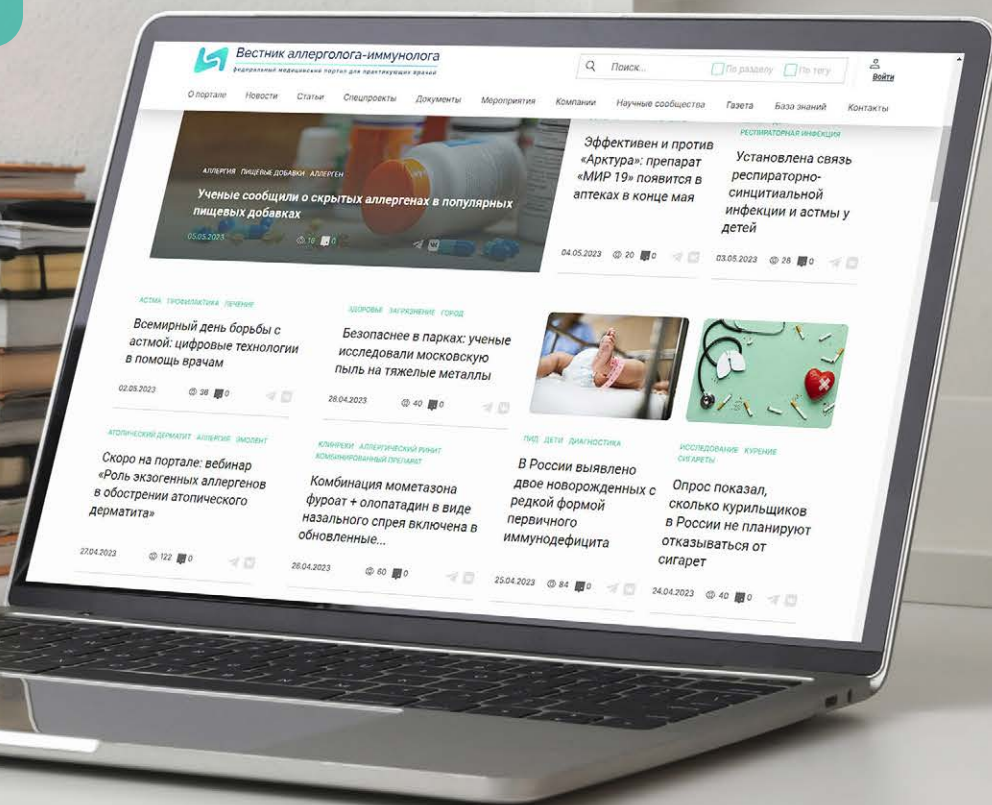 Вестник аллерголога-иммунолога
федеральный медицинский портал для практикующих врачей
Поиск...
По разделу
По тегу
Войти
О портале Новости Статьи Спецпроекты Документы Мероприятия Компании Научные сообщества Газета База знаний Контакты
АЛЛЕРГИЯ ПИЩЕВЫЕ ДОБАВКИ АЛЛЕРГЕН
Ученые сообщили о скрытых аллергенах в популярных
пищевых добавках
05.05.2023 16 0
Эффективен и против
«Арктура»: препарат
«МИР 19» появится в
аптеках в конце мая
04.05.2023 20 0
РЕСПИРАТОРНАЯ ИНФЕКЦИЯ
Установлена связь
респираторно-
синцитиальной
инфекции и астмы у
детей
03.05.2023 28 0
АСТМА ПРОФИЛАКТИКА ЛЕЧЕНИЕ
Всемирный день борьбы с
астмой: цифровые технологии
в помощь врачам
02.05.2023 38 0
ЗДОРОВЬЕ ЗАГРЯЗНЕНИЕ ГОРОД
Безопаснее в парках: ученые
исследовали московскую
пыль на тяжелые металлы
28.04.2023 40 0
АТОПИЧЕСКИЙ ДЕРМАТИТ АЛЛЕРГИЯ ЭМОЛЕНТ
Скоро на портале: вебинар
«Роль экзогенных аллергенов
в обострении атопического
дерматита»
27.04.2023 122 0
КЛИНРЕКИ АЛЛЕРГИЧЕСКИЙ РИНИТ
КОМБИНИРОВАННЫЙ ПРЕПАРАТ
Комбинация мометазона
фуроат + олопатадин в виде
назального спрея включена в
обновленные...
26.04.2023 60 0
ПИД ДЕТИ ДИАГНОСТИКА
В России выявлено
двое новорожденных с
редкой формой
первичного
иммунодефицита
25.04.2023 84 0
ИССЛЕДОВАНИЕ КУРЕНИЕ
СИГАРЕТЫ
Опрос показал,
сколько курильщиков
в России не планируют
отказываться от
сигарет
24.04.2023 40 0